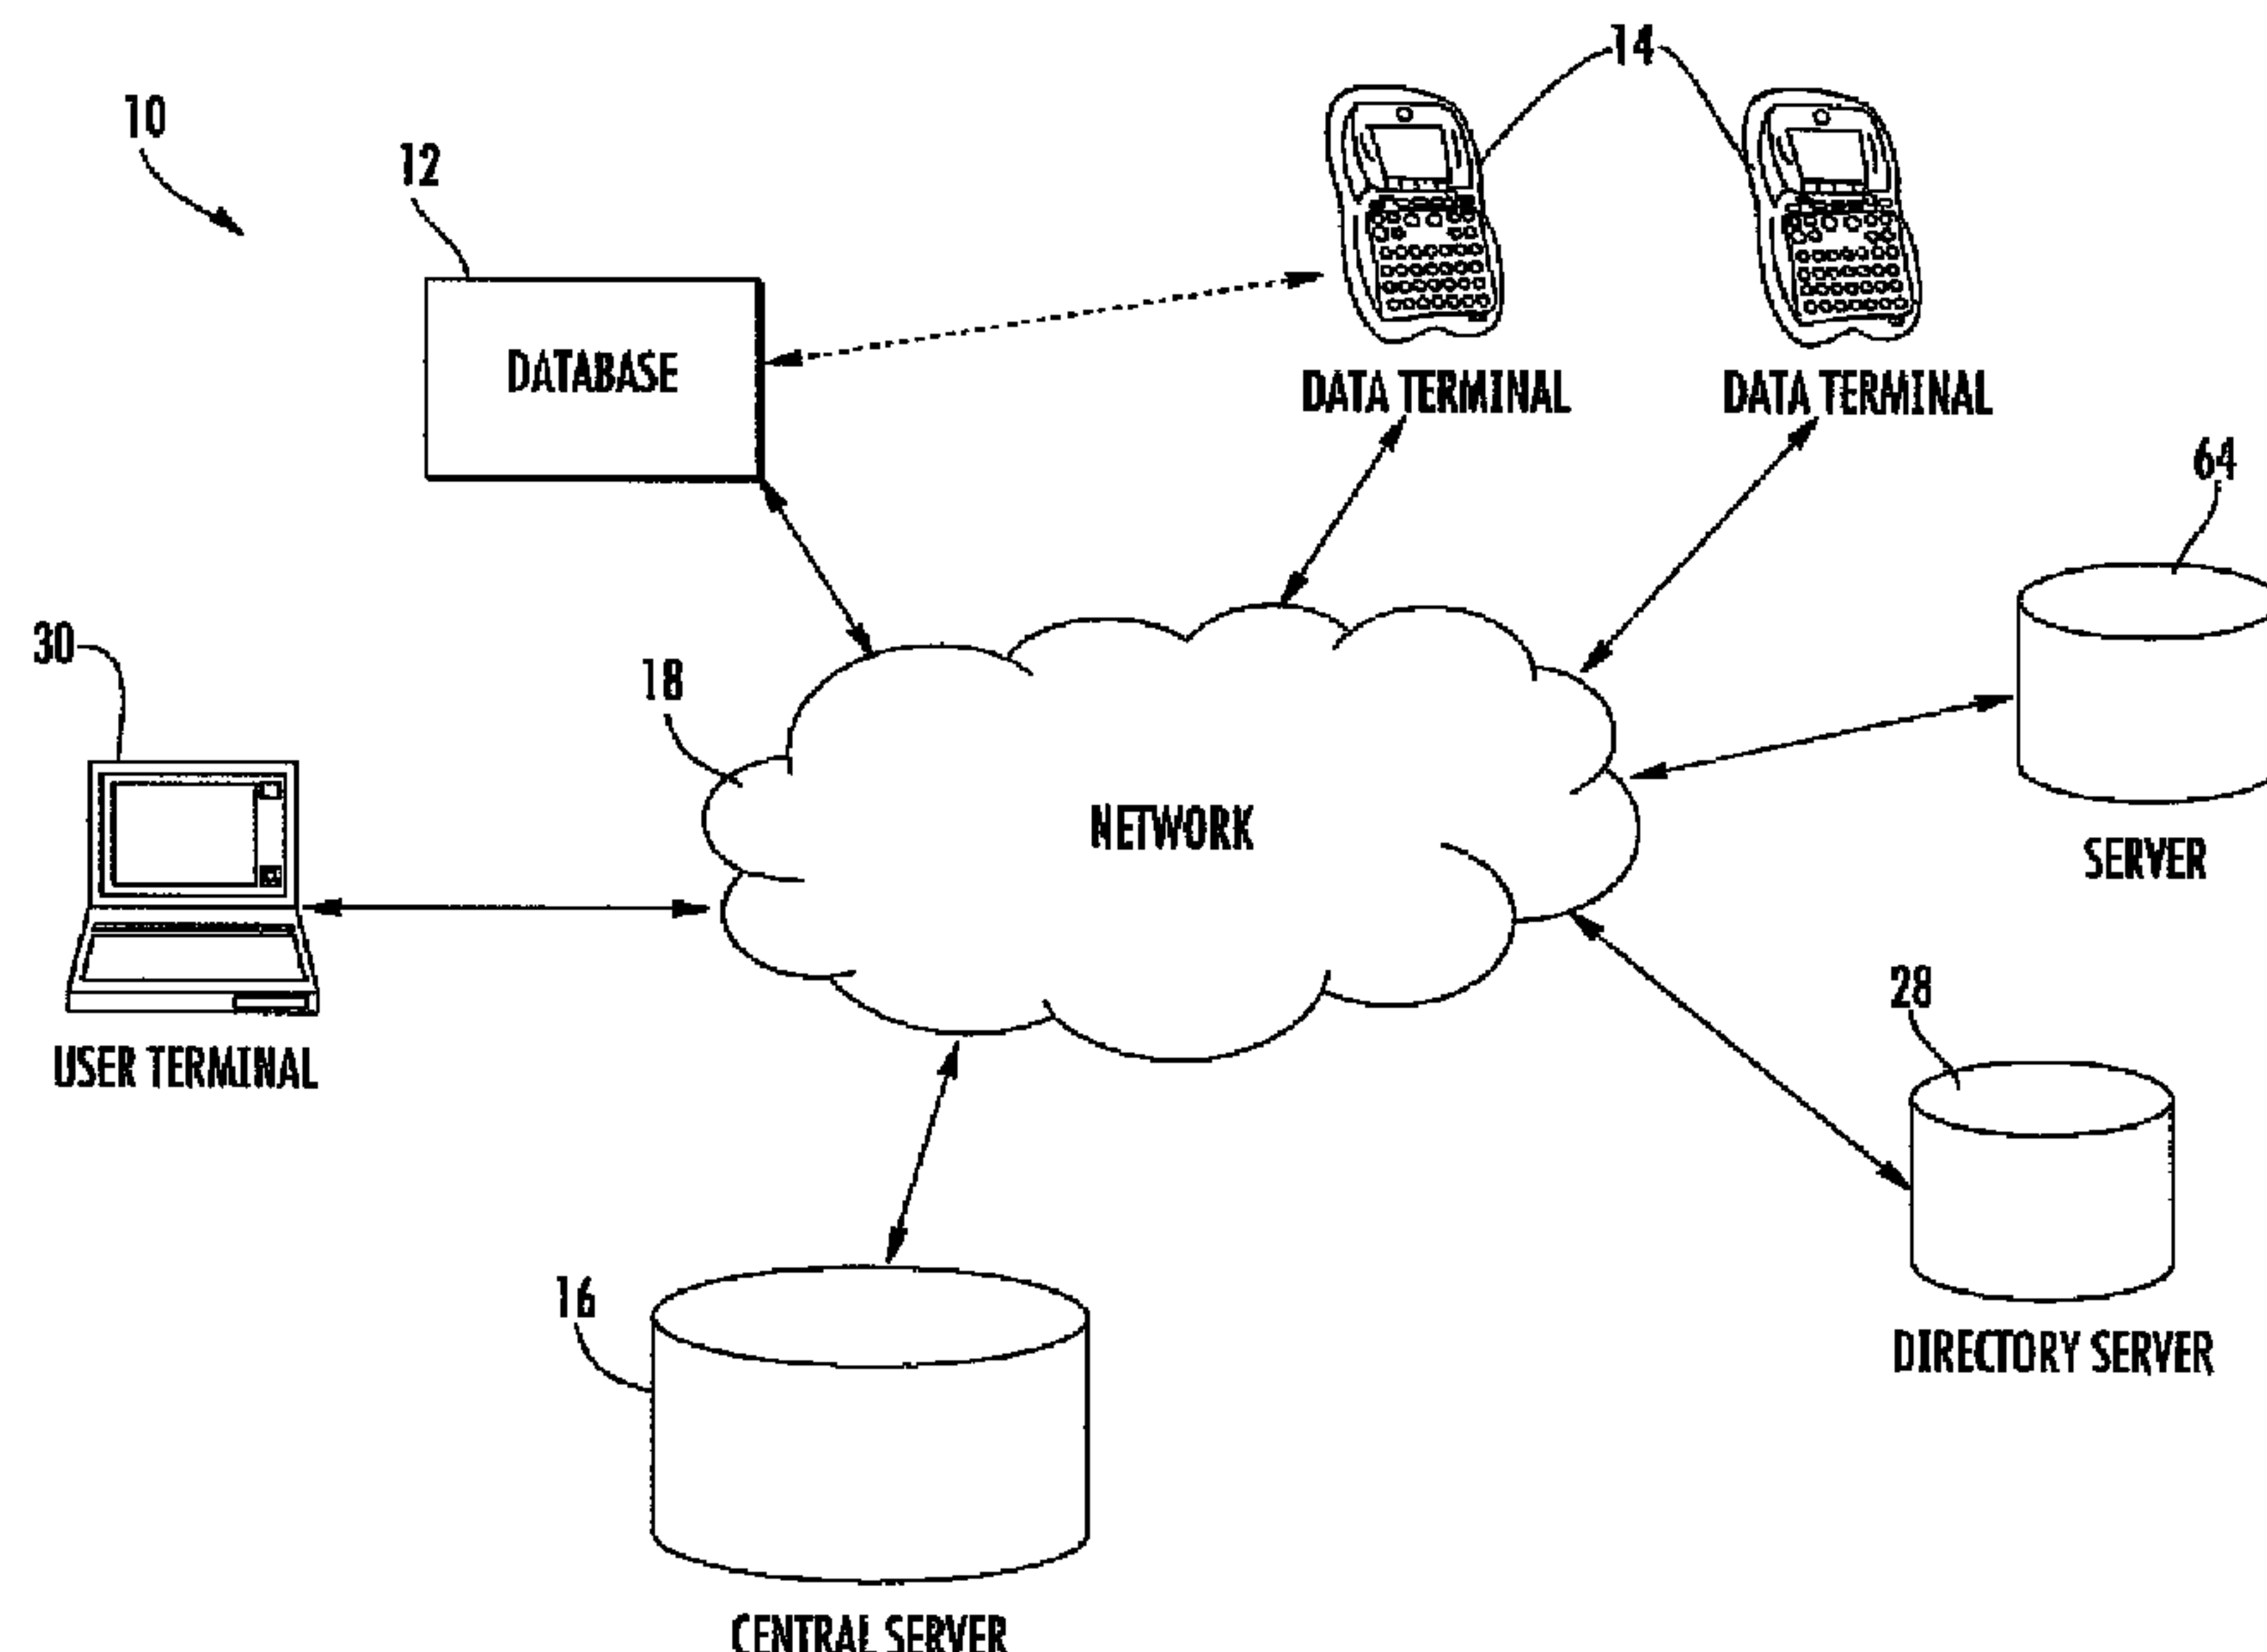 14
10
12
DATABASE
DATA TERMINAL
DATA TERMINAL
64
30
18
NETWORK
SERVER
28
USER TERMINAL
16
DIRECTORY SERVER
CENTRAL SERVER